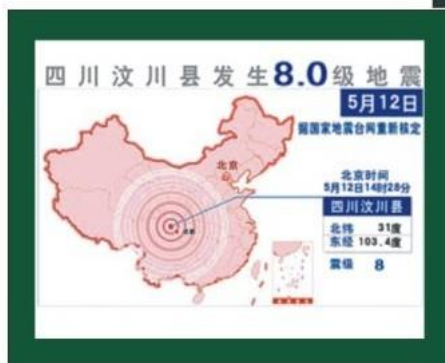 四川汶川县发生8.0级地震
5月12日
据国家地震台网重新核定
北京
北京时间
5月12日14时28分
四川汶川县
北纬 31度
东经 103.4度
震级 8